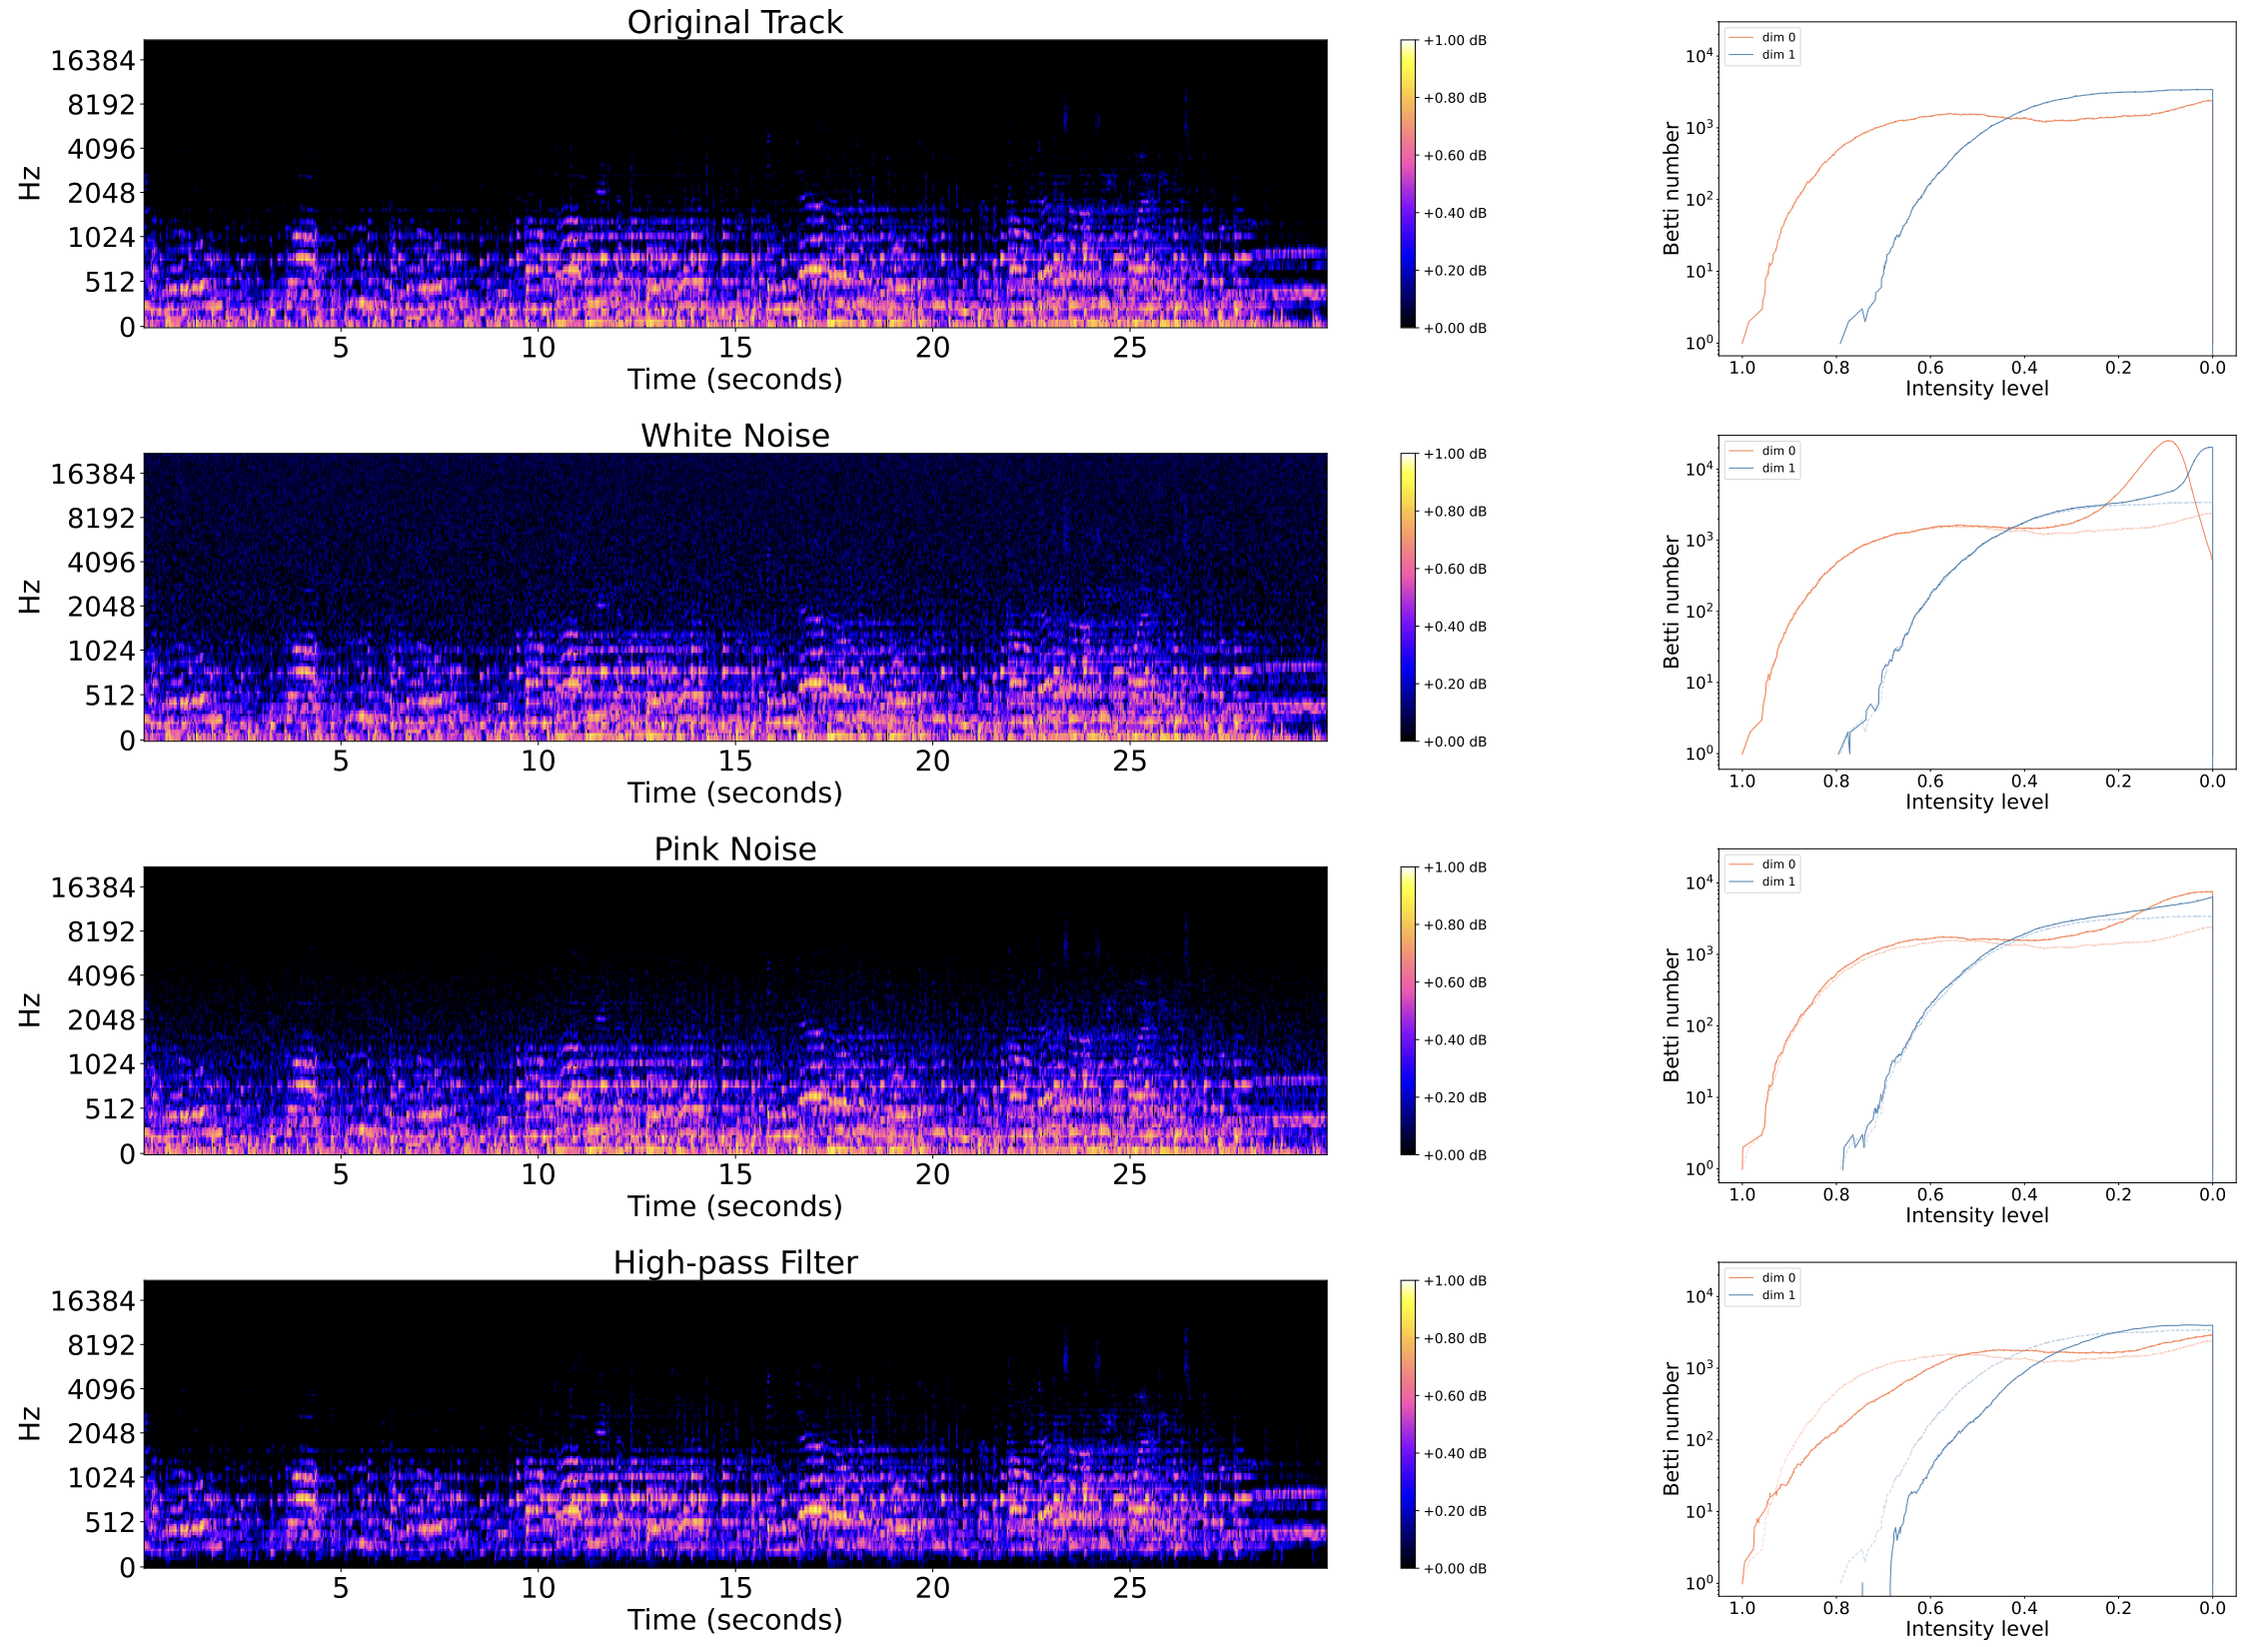 Original Track
16384
8192
4096
2048
1024
512
0
Hz
5 10 15 20 25
Time (seconds)
+1.00 dB
+0.80 dB
+0.60 dB
+0.40 dB
+0.20 dB
+0.00 dB
dim 0
dim 1
10^4
10^3
10^2
10^1
10^0
Betti number
1.0 0.8 0.6 0.4 0.2 0.0
Intensity level
White Noise
16384
8192
4096
2048
1024
512
0
Hz
5 10 15 20 25
Time (seconds)
+1.00 dB
+0.80 dB
+0.60 dB
+0.40 dB
+0.20 dB
+0.00 dB
dim 0
dim 1
10^4
10^3
10^2
10^1
10^0
Betti number
1.0 0.8 0.6 0.4 0.2 0.0
Intensity level
Pink Noise
16384
8192
4096
2048
1024
512
0
Hz
5 10 15 20 25
Time (seconds)
+1.00 dB
+0.80 dB
+0.60 dB
+0.40 dB
+0.20 dB
+0.00 dB
dim 0
dim 1
10^4
10^3
10^2
10^1
10^0
Betti number
1.0 0.8 0.6 0.4 0.2 0.0
Intensity level
High-pass Filter
16384
8192
4096
2048
1024
512
0
Hz
5 10 15 20 25
Time (seconds)
+1.00 dB
+0.80 dB
+0.60 dB
+0.40 dB
+0.20 dB
+0.00 dB
dim 0
dim 1
10^4
10^3
10^2
10^1
10^0
Betti number
1.0 0.8 0.6 0.4 0.2 0.0
Intensity level